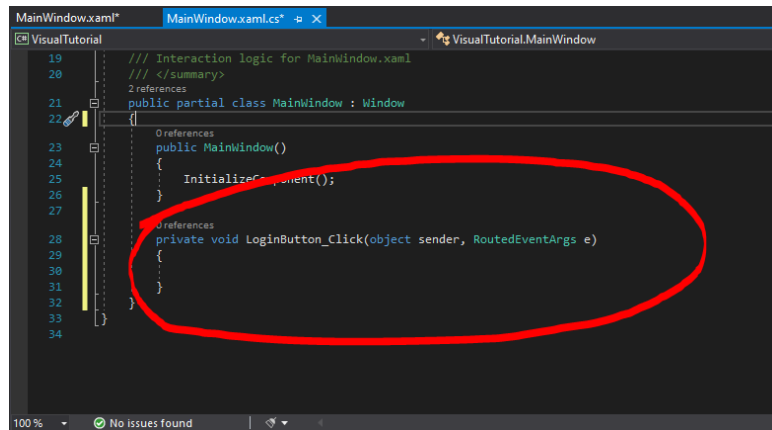 MainWindow.xaml*
MainWindow.xaml.cs*
VisualTutorial
VisualTutorial.MainWindow
19 /// Interaction logic for MainWindow.xaml
20 /// </summary>
2 references
21 public partial class MainWindow : Window
22 {
0 references
23 public MainWindow()
24 {
25 InitializeComponent();
26 }
27
0 references
28 private void LoginButton_Click(object sender, RoutedEventArgs e)
29 {
30
31 }
32 }
33 }
34
100 % No issues found